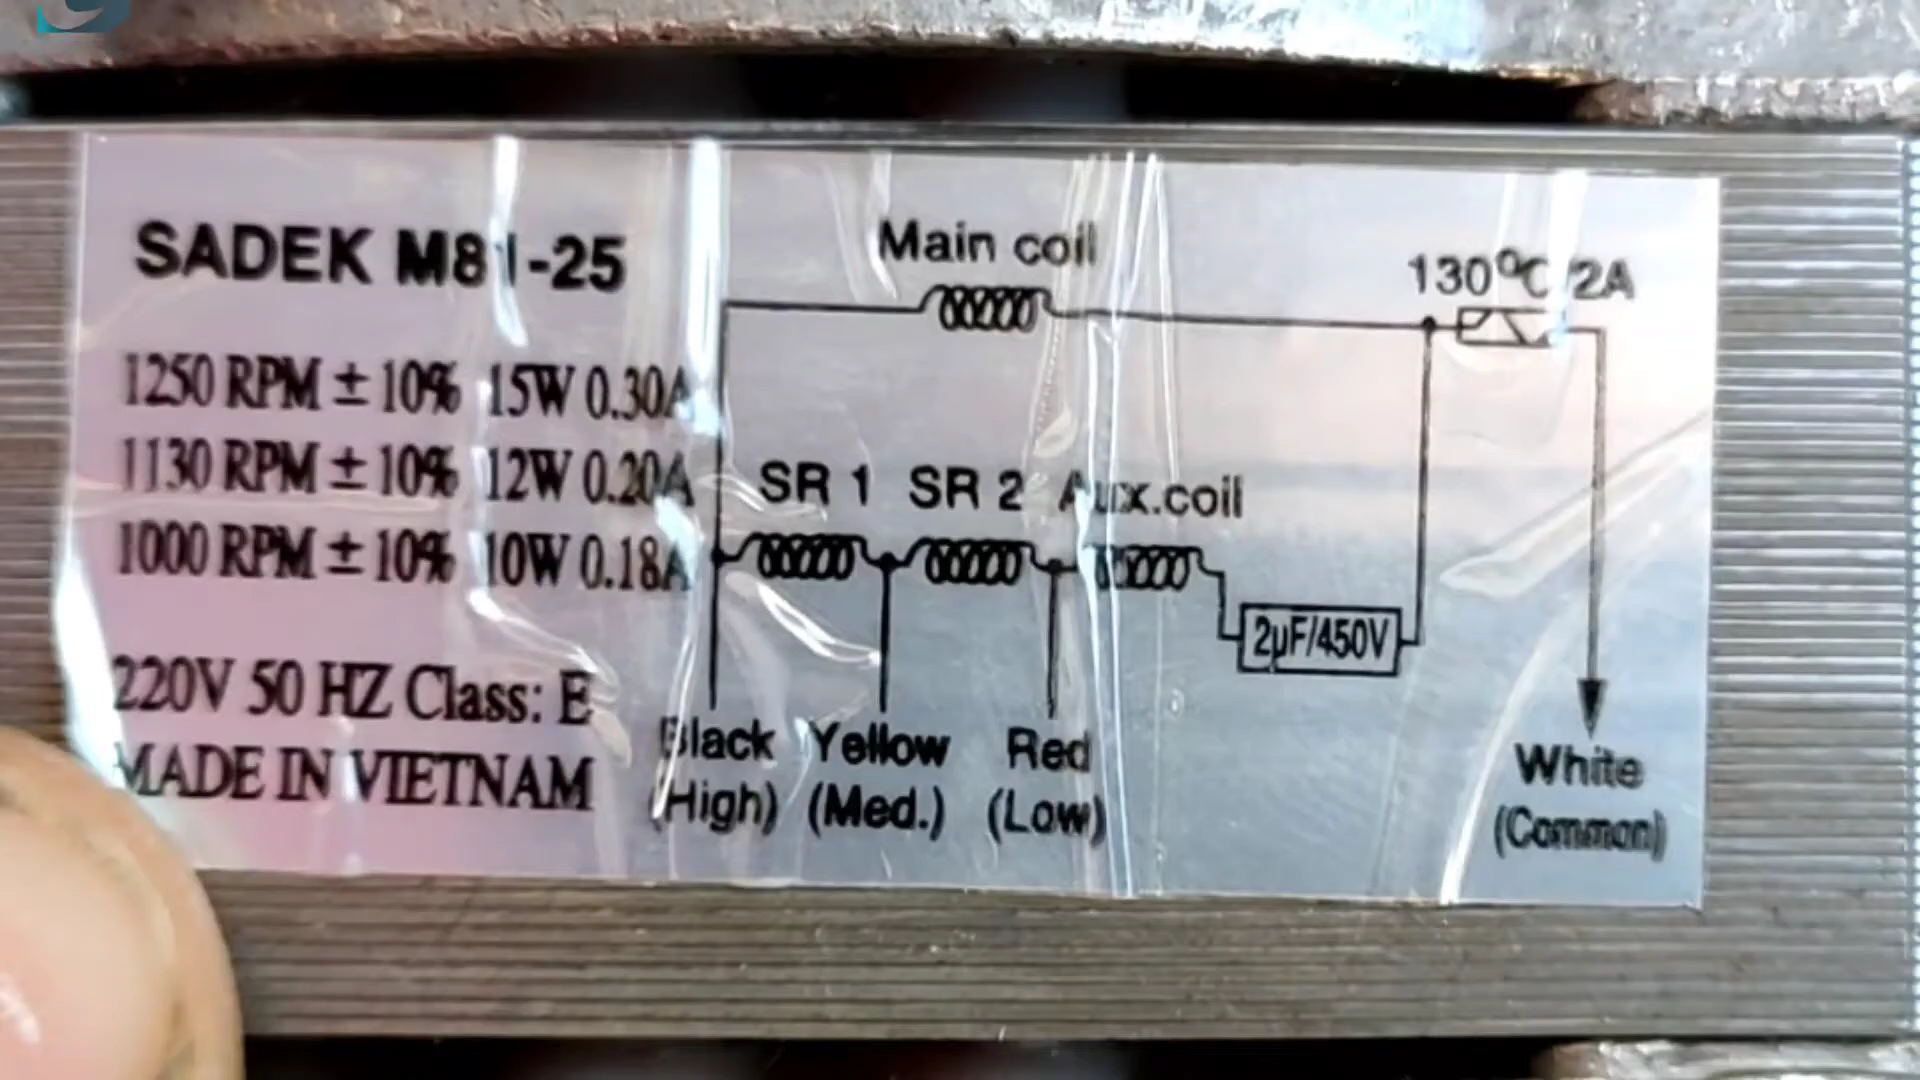 SADEK M81-25
1250 RPM ± 10% 15W 0.30A
1130 RPM ± 10% 12W 0.20A
1000 RPM ± 10% 10W 0.18A
220V 50 HZ Class: E
MADE IN VIETNAM
Main coil
130°C/2A
SR 1 SR 2 Aux.coil
2µF/450V
Black Yellow Red White
(High) (Med.) (Low) (Common)